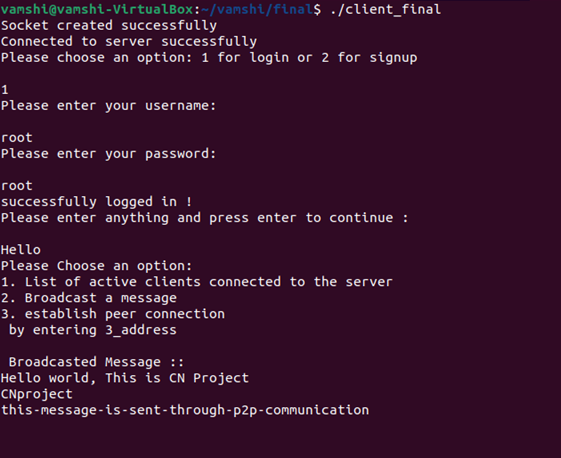 vamshi@vamshi-VirtualBox:~/vamshi/final$ ./client_final
Socket created successfully
Connected to server successfully
Please choose an option: 1 for login or 2 for signup
1
Please enter your username:
root
Please enter your password:
root
successfully logged in !
Please enter anything and press enter to continue :
Hello
Please Choose an option:
1. List of active clients connected to the server
2. Broadcast a message
3. establish peer connection
by entering 3_address
Broadcasted Message ::
Hello world, This is CN Project
CNproject
this-message-is-sent-through-p2p-communication